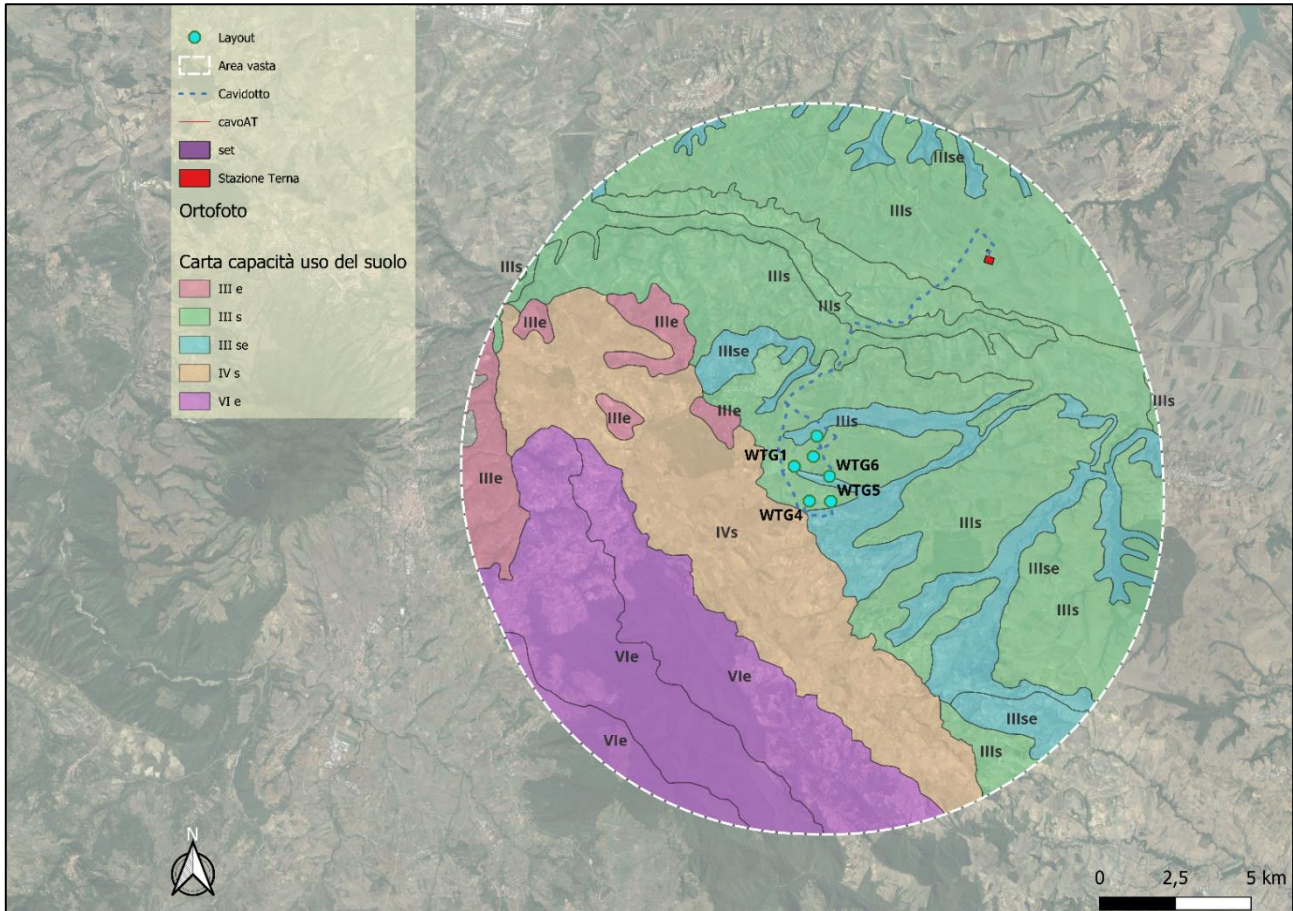 Layout
Area vasta
Cavidotto
cavoAT
set
Stazione Terna
Ortofoto
Carta capacità uso del suolo
III e
III s
III se
IV s
VI e
IIIse
IIIs
IIIs
IIIs
IIIs
IIIe
IIIe
IIIse
IIIs
IIIe
IIIe
IIIs
WTG1
WTG6
IIIe
WTG5
WTG4
IVs
IIIs
IIIse
IIIs
VIe
VIe
IIIse
VIe
IIIs
N
0 2,5 5 km